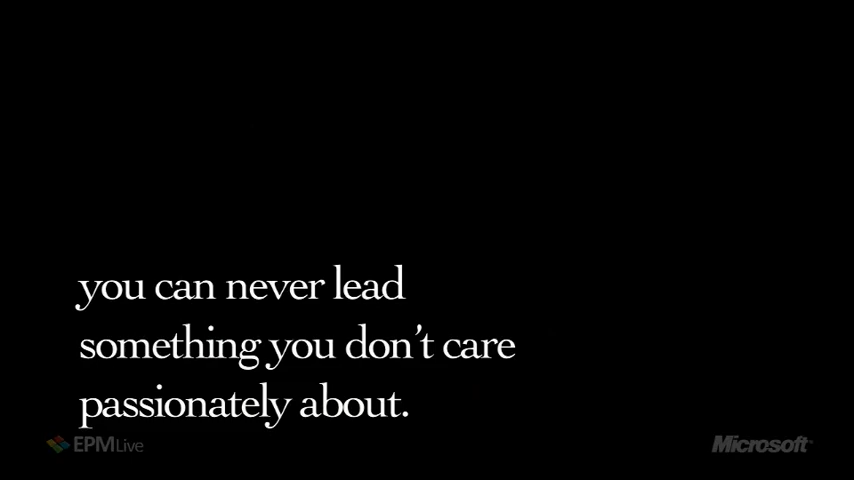 you can never lead
something you don't care
passionately about.
EPMLive
Microsoft